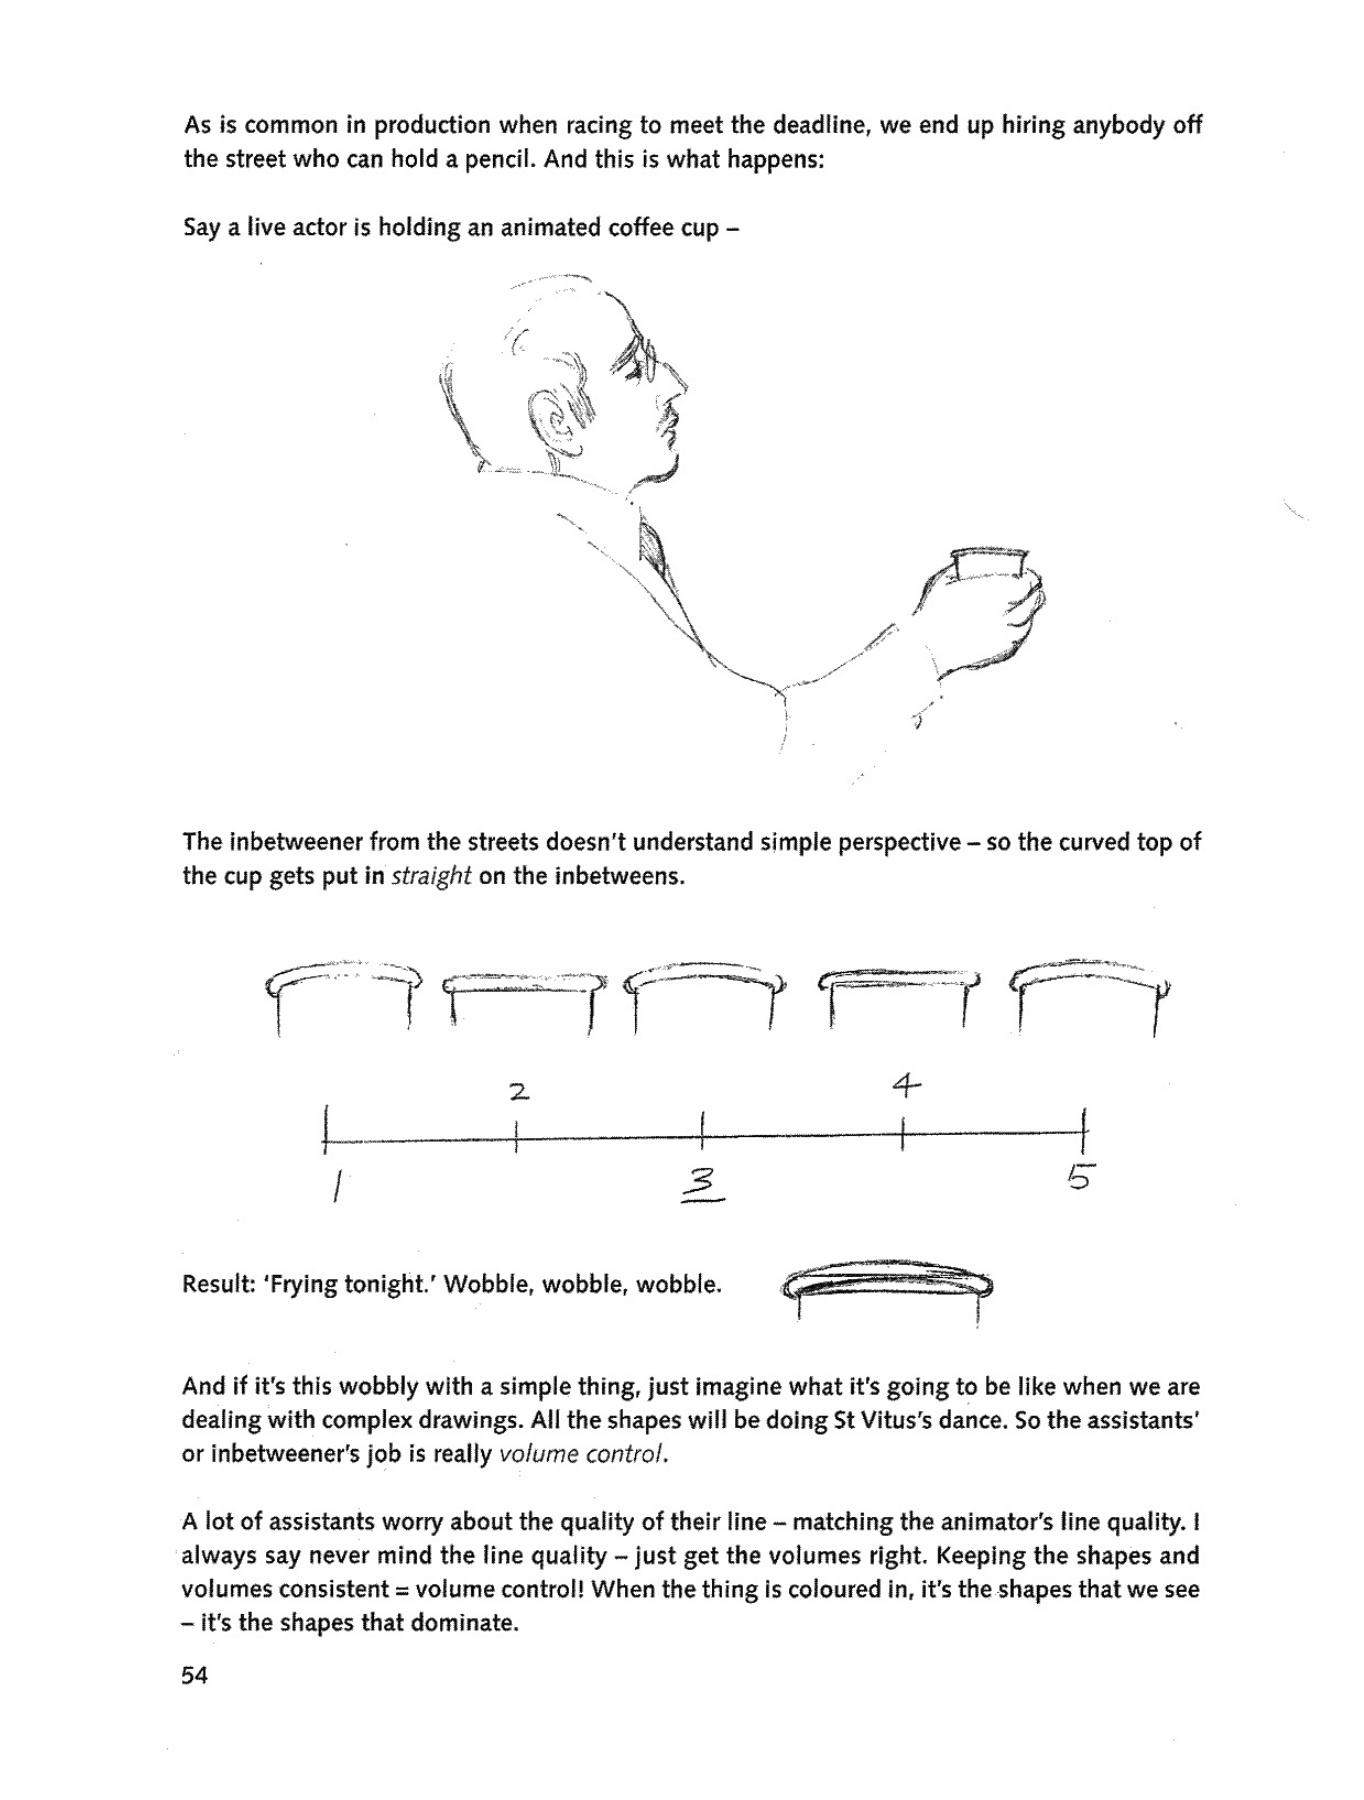 As is common in production when racing to meet the deadline, we end up hiring anybody off
the street who can hold a pencil. And this is what happens:
Say a live actor is holding an animated coffee cup –
The inbetweener from the streets doesn't understand simple perspective – so the curved top of
the cup gets put in straight on the inbetweens.
2
4
1
3
5
Result: 'Frying tonight.' Wobble, wobble, wobble.
And if it's this wobbly with a simple thing, just imagine what it's going to be like when we are
dealing with complex drawings. All the shapes will be doing St Vitus's dance. So the assistants'
or inbetweener's job is really volume control.
A lot of assistants worry about the quality of their line – matching the animator's line quality. I
always say never mind the line quality – just get the volumes right. Keeping the shapes and
volumes consistent = volume control! When the thing is coloured in, it's the shapes that we see
– it's the shapes that dominate.
54